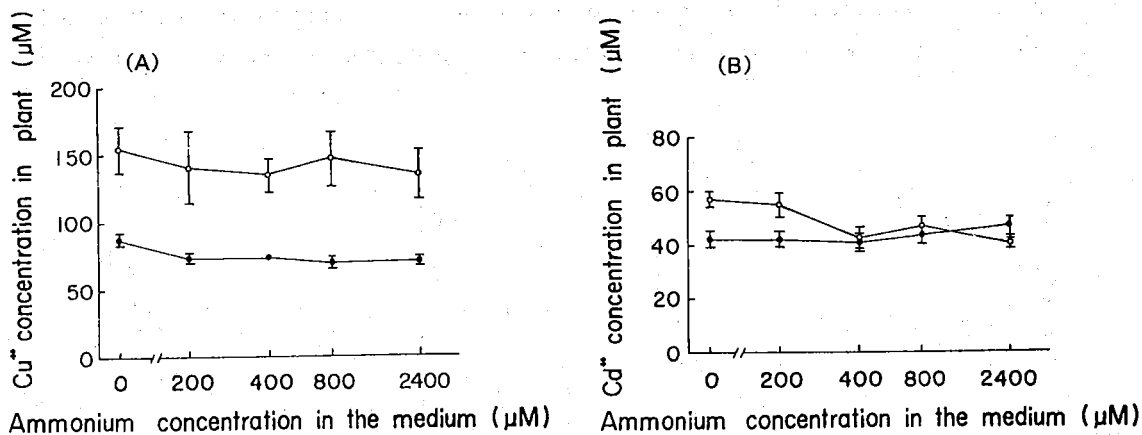 (A)
Cu⁺⁺ concentration in plant (μM)
200
150
100
50
0
0 200 400 800 2400
Ammonium concentration in the medium (μM)
(B)
Cd⁺⁺ concentration in plant (μM)
80
60
40
20
0
0 200 400 800 2400
Ammonium concentration in the medium (μM)